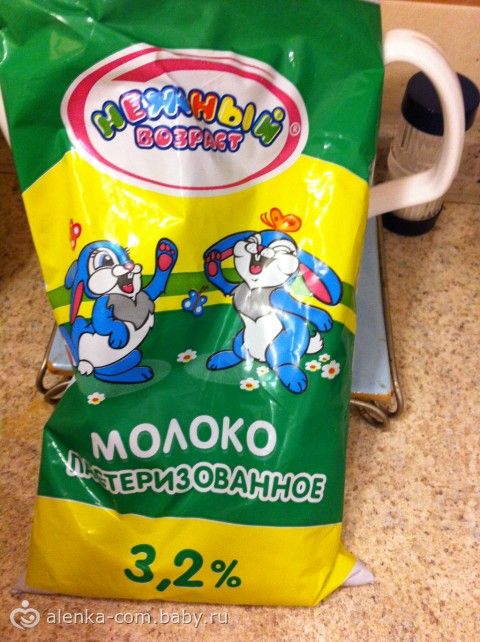 НЕЖНЫЙ
ВОЗРАСТ
®
МОЛОКО
ПАСТЕРИЗОВАННОЕ
3,2%
alenka-com.baby.ru